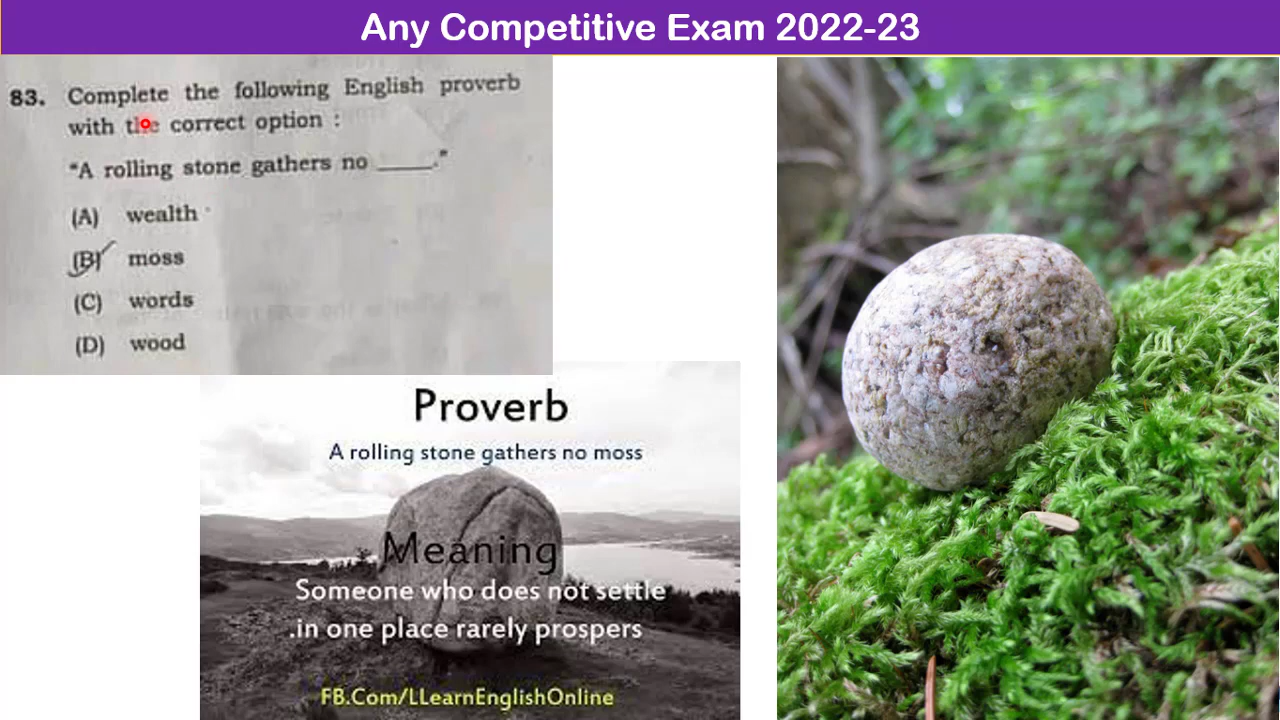 Any Competitive Exam 2022-23
83. Complete the following English proverb
with the correct option :
"A rolling stone gathers no ____."
(A) wealth
(B) moss
(C) words
(D) wood
Proverb
A rolling stone gathers no moss
Meaning
Someone who does not settle
.in one place rarely prospers
FB.Com/LLearnEnglishOnline